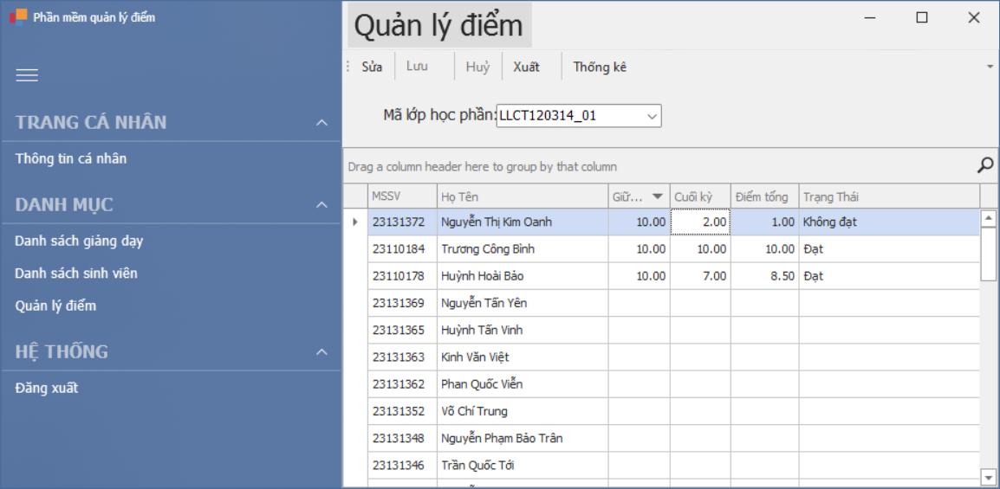 Phần mềm quản lý điểm
TRANG CÁ NHÂN
Thông tin cá nhân
DANH MỤC
Danh sách giảng dạy
Danh sách sinh viên
Quản lý điểm
HỆ THỐNG
Đăng xuất
Quản lý điểm
Sửa Lưu Huỷ Xuất Thống kê
Mã lớp học phần: LLCT120314_01
Drag a column header here to group by that column
MSSV Họ Tên Giữ... Cuối kỳ Điểm tổng Trạng Thái
23131372 Nguyễn Thị Kim Oanh 10.00 2.00 1.00 Không đạt
23110184 Trương Công Bình 10.00 10.00 10.00 Đạt
23110178 Huỳnh Hoài Bảo 10.00 7.00 8.50 Đạt
23131369 Nguyễn Tấn Yên
23131365 Huỳnh Tấn Vinh
23131363 Kinh Văn Việt
23131362 Phan Quốc Viễn
23131352 Võ Chí Trung
23131348 Nguyễn Phạm Bảo Trân
23131346 Trần Quốc Tới